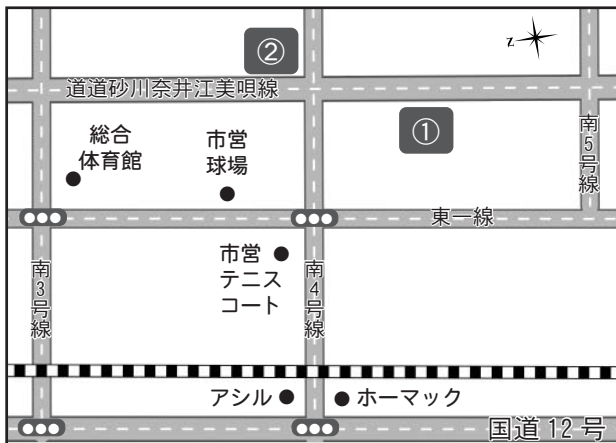 ②
z
道道砂川奈井江美唄線
①
南5号線
総合
体育館
市営
球場
東一線
市営
テニス
コート
南3号線
南4号線
アシル
ホーマック
国道12号